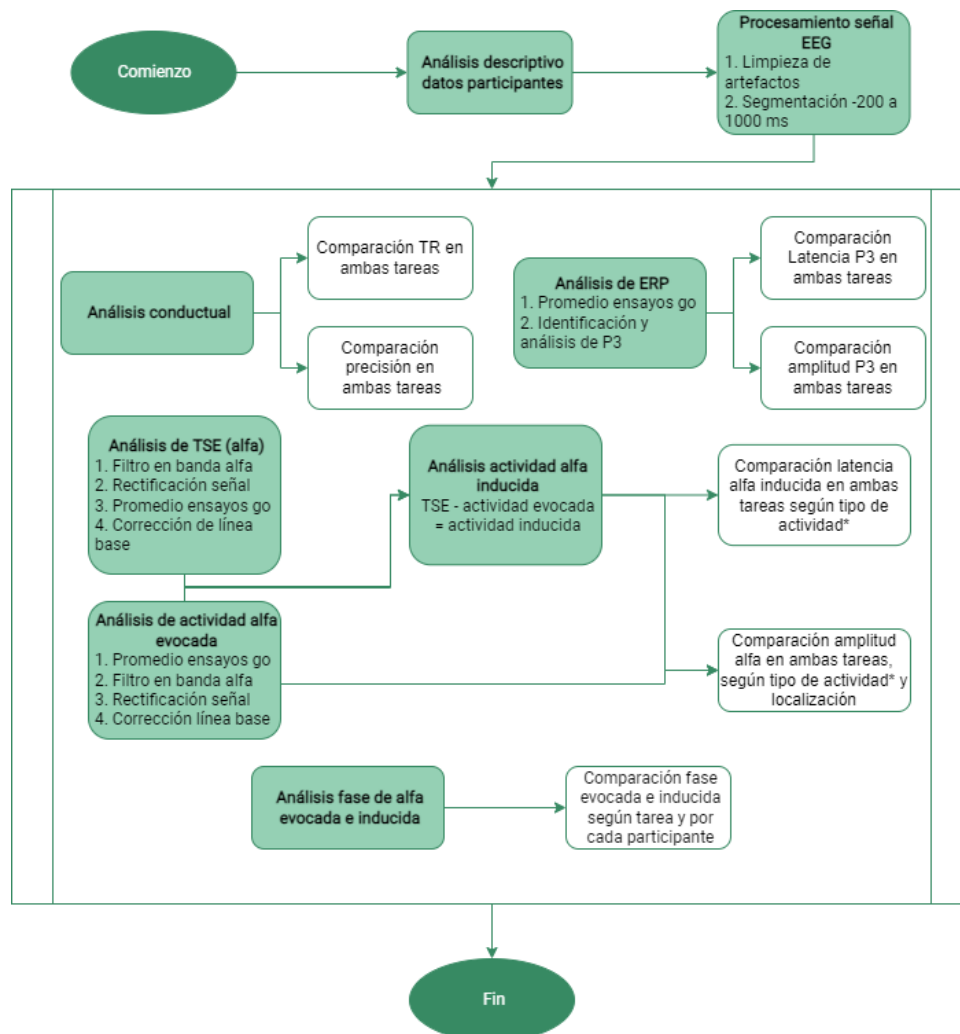 Comienzo
Análisis descriptivo
datos participantes
Procesamiento señal
EEG
1. Limpieza de
artefactos
2. Segmentación -200 a
1000 ms
Análisis conductual
Comparación TR en
ambas tareas
Comparación
precisión en
ambas tareas
Análisis de ERP
1. Promedio ensayos go
2. Identificación y
análisis de P3
Comparación
Latencia P3 en
ambas tareas
Comparación
amplitud P3 en
ambas tareas
Análisis de TSE (alfa)
1. Filtro en banda alfa
2. Rectificación señal
3. Promedio ensayos go
4. Corrección de línea
base
Análisis actividad alfa
inducida
TSE - actividad evocada
= actividad inducida
Comparación latencia
alfa inducida en ambas
tareas según tipo de
actividad*
Análisis de actividad alfa
evocada
1. Promedio ensayos go
2. Filtro en banda alfa
3. Rectificación señal
4. Corrección línea base
Comparación amplitud
alfa en ambas tareas,
según tipo de actividad* y
localización
Análisis fase de alfa
evocada e inducida
Comparación fase
evocada e inducida
según tarea y por
cada participante
Fin